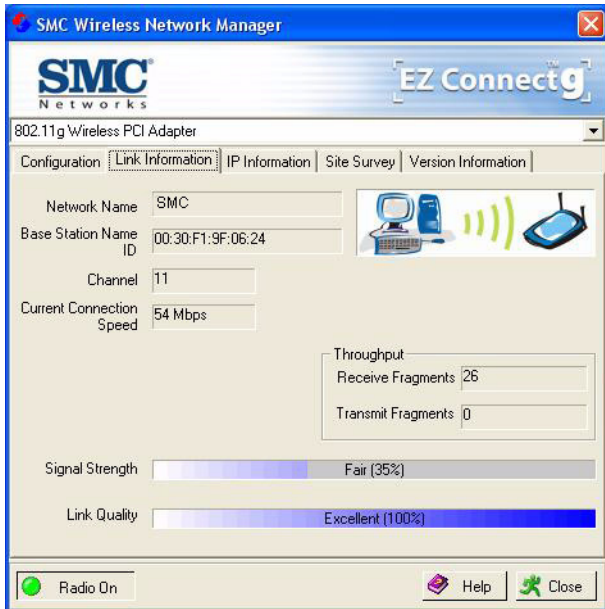 SMC Wireless Network Manager
SMC®
Networks
EZ Connect™ g
802.11g Wireless PCI Adapter
Configuration Link Information IP Information Site Survey Version Information
Network Name SMC
Base Station Name ID 00:30:F1:9F:06:24
Channel 11
Current Connection Speed 54 Mbps
Throughput
Receive Fragments 26
Transmit Fragments 0
Signal Strength Fair (35%)
Link Quality Excellent (100%)
Radio On Help Close